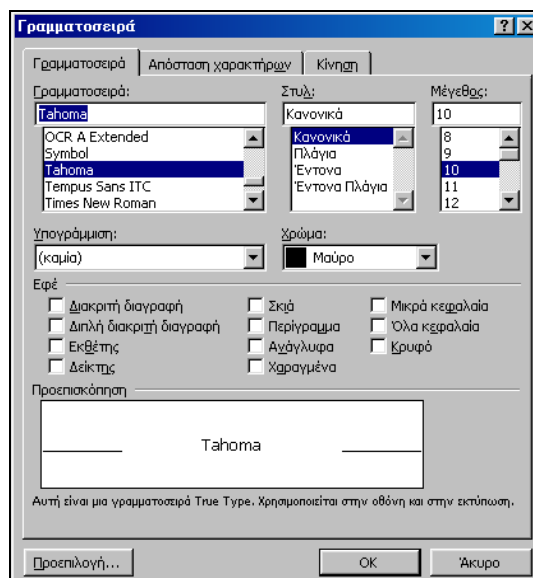 Γραμματοσειρά
Γραμματοσειρά Απόσταση χαρακτήρων Κίνηση
Γραμματοσειρά: Στυλ: Μέγεθος:
Tahoma Κανονικά 10
OCR A Extended Κανονικά 8
Symbol Πλάγια 9
Tahoma Έντονα 10
Tempus Sans ITC Έντονα Πλάγια 11
Times New Roman 12
Υπογράμμιση: Χρώμα:
(καμία) Μαύρο
Εφέ
Διακριτή διαγραφή Σκιά Μικρά κεφαλαία
Διπλή διακριτή διαγραφή Περίγραμμα Όλα κεφαλαία
Εκθέτης Ανάγλυφα Κρυφό
Δείκτης Χαραγμένα
Προεπισκόπηση
Tahoma
Αυτή είναι μια γραμματοσειρά True Type. Χρησιμοποιείται στην οθόνη και στην εκτύπωση.
Προεπιλογή... OK Άκυρο